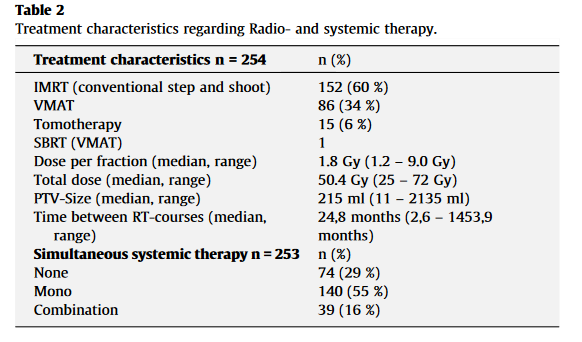 Table 2
Treatment characteristics regarding Radio- and systemic therapy.
Treatment characteristics n = 254 n (%)
IMRT (conventional step and shoot) 152 (60 %)
VMAT 86 (34 %)
Tomotherapy 15 (6 %)
SBRT (VMAT) 1
Dose per fraction (median, range) 1.8 Gy (1.2 – 9.0 Gy)
Total dose (median, range) 50.4 Gy (25 – 72 Gy)
PTV-Size (median, range) 215 ml (11 – 2135 ml)
Time between RT-courses (median, 24,8 months (2,6 – 1453,9
range) months)
Simultaneous systemic therapy n = 253 n (%)
None 74 (29 %)
Mono 140 (55 %)
Combination 39 (16 %)